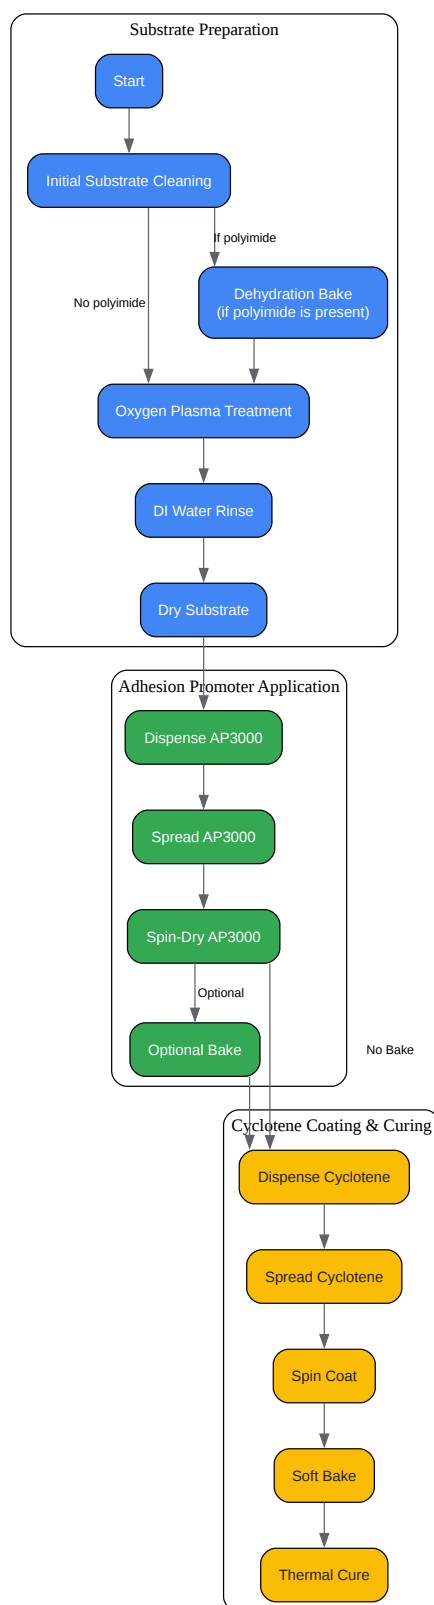 Substrate Preparation
Start
Initial Substrate Cleaning
If polyimide
Dehydration Bake
(if polyimide is present)
No polyimide
Oxygen Plasma Treatment
DI Water Rinse
Dry Substrate
Adhesion Promoter Application
Dispense AP3000
Spread AP3000
Spin-Dry AP3000
Optional
Optional Bake
No Bake
Cyclotene Coating & Curing
Dispense Cyclotene
Spread Cyclotene
Spin Coat
Soft Bake
Thermal Cure